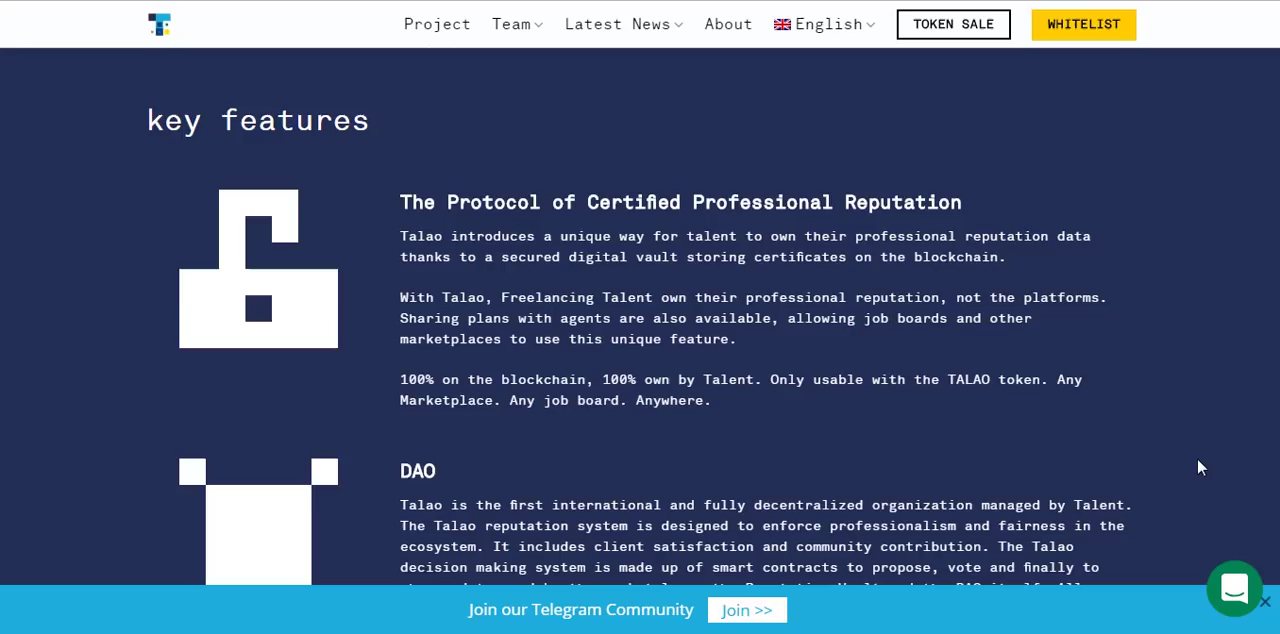 Project Team Latest News About English TOKEN SALE WHITELIST
key features
The Protocol of Certified Professional Reputation
Talao introduces a unique way for talent to own their professional reputation data
thanks to a secured digital vault storing certificates on the blockchain.
With Talao, Freelancing Talent own their professional reputation, not the platforms.
Sharing plans with agents are also available, allowing job boards and other
marketplaces to use this unique feature.
100% on the blockchain, 100% own by Talent. Only usable with the TALAO token. Any
Marketplace. Any job board. Anywhere.
DAO
Talao is the first international and fully decentralized organization managed by Talent.
The Talao reputation system is designed to enforce professionalism and fairness in the
ecosystem. It includes client satisfaction and community contribution. The Talao
decision making system is made up of smart contracts to propose, vote and finally to
Join our Telegram Community Join >>